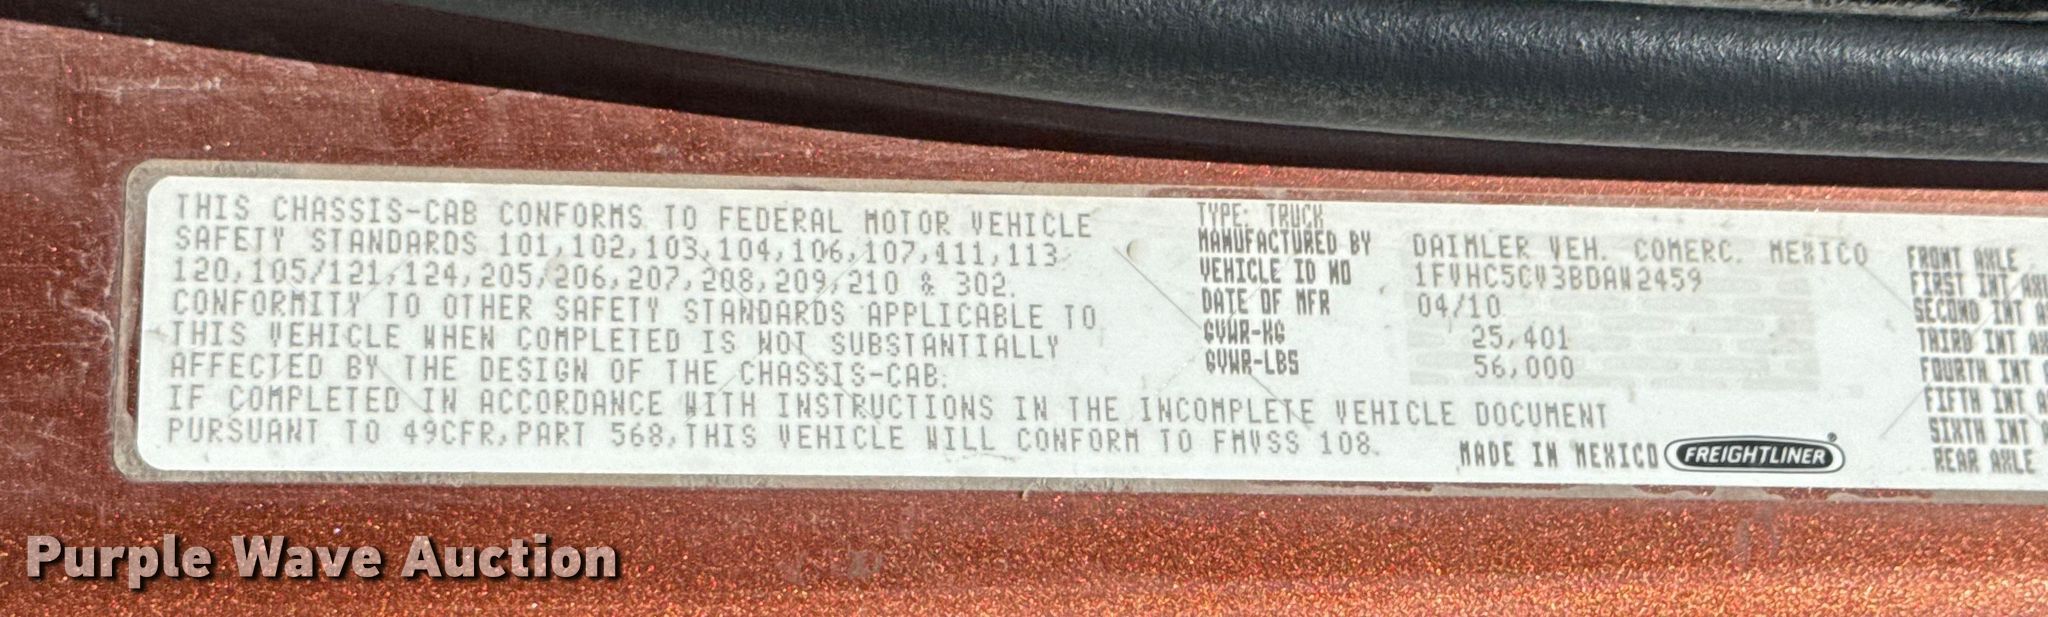 THIS CHASSIS-CAB CONFORMS TO FEDERAL MOTOR VEHICLE
SAFETY STANDARDS 101,102,103,104,106,107,111,113
120,105/121,124,205,206,207,208,209,210 & 302.
CONFORMITY TO OTHER SAFETY STANDARDS APPLICABLE TO
THIS VEHICLE WHEN COMPLETED IS NOT SUBSTANTIALLY
AFFECTED BY THE DESIGN OF THE CHASSIS-CAB.
IF COMPLETED IN ACCORDANCE WITH INSTRUCTIONS IN THE INCOMPLETE VEHICLE DOCUMENT
PURSUANT TO 49CFR,PART 568,THIS VEHICLE WILL CONFORM TO FMVSS 108.
TYPE: TRUCK
MANUFACTURED BY DAIMLER VEH. COMERC. MEXICO
VEHICLE ID NO 1FVHC5CV3BDAW2459
DATE OF MFR 04/10
GVWR-KG 25,401
GVWR-LBS 56,000
MADE IN MEXICO FREIGHTLINER®
FRONT AXLE
FIRST INT
SECOND INT
THIRD INT
FOURTH INT
FIFTH INT
SIXTH INT
REAR AXLE
Purple Wave Auction